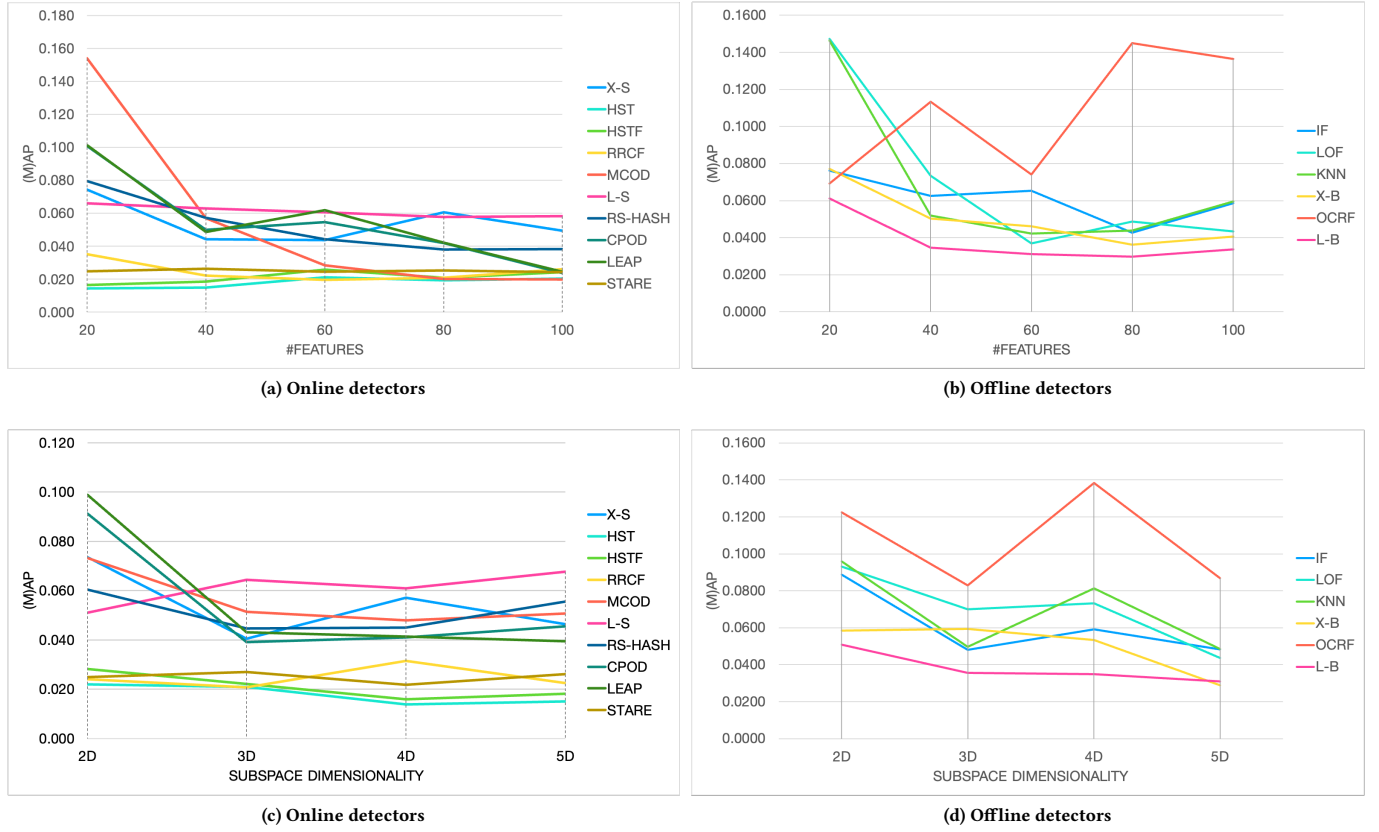 0.180
0.160
0.140
0.120
0.100
0.080
0.060
0.040
0.020
0.000
(M)AP
20 40 60 80 100
#FEATURES
X-S
HST
HSTF
RRCF
MCOD
L-S
RS-HASH
CPOD
LEAP
STARE
(a) Online detectors
0.1600
0.1400
0.1200
0.1000
0.0800
0.0600
0.0400
0.0200
0.0000
(M)AP
20 40 60 80 100
#FEATURES
IF
LOF
KNN
X-B
OCRF
L-B
(b) Offline detectors
0.120
0.100
0.080
0.060
0.040
0.020
0.000
(M)AP
2D 3D 4D 5D
SUBSPACE DIMENSIONALITY
X-S
HST
HSTF
RRCF
MCOD
L-S
RS-HASH
CPOD
LEAP
STARE
(c) Online detectors
0.1600
0.1400
0.1200
0.1000
0.0800
0.0600
0.0400
0.0200
0.0000
(M)AP
2D 3D 4D 5D
SUBSPACE DIMENSIONALITY
IF
LOF
KNN
X-B
OCRF
L-B
(d) Offline detectors